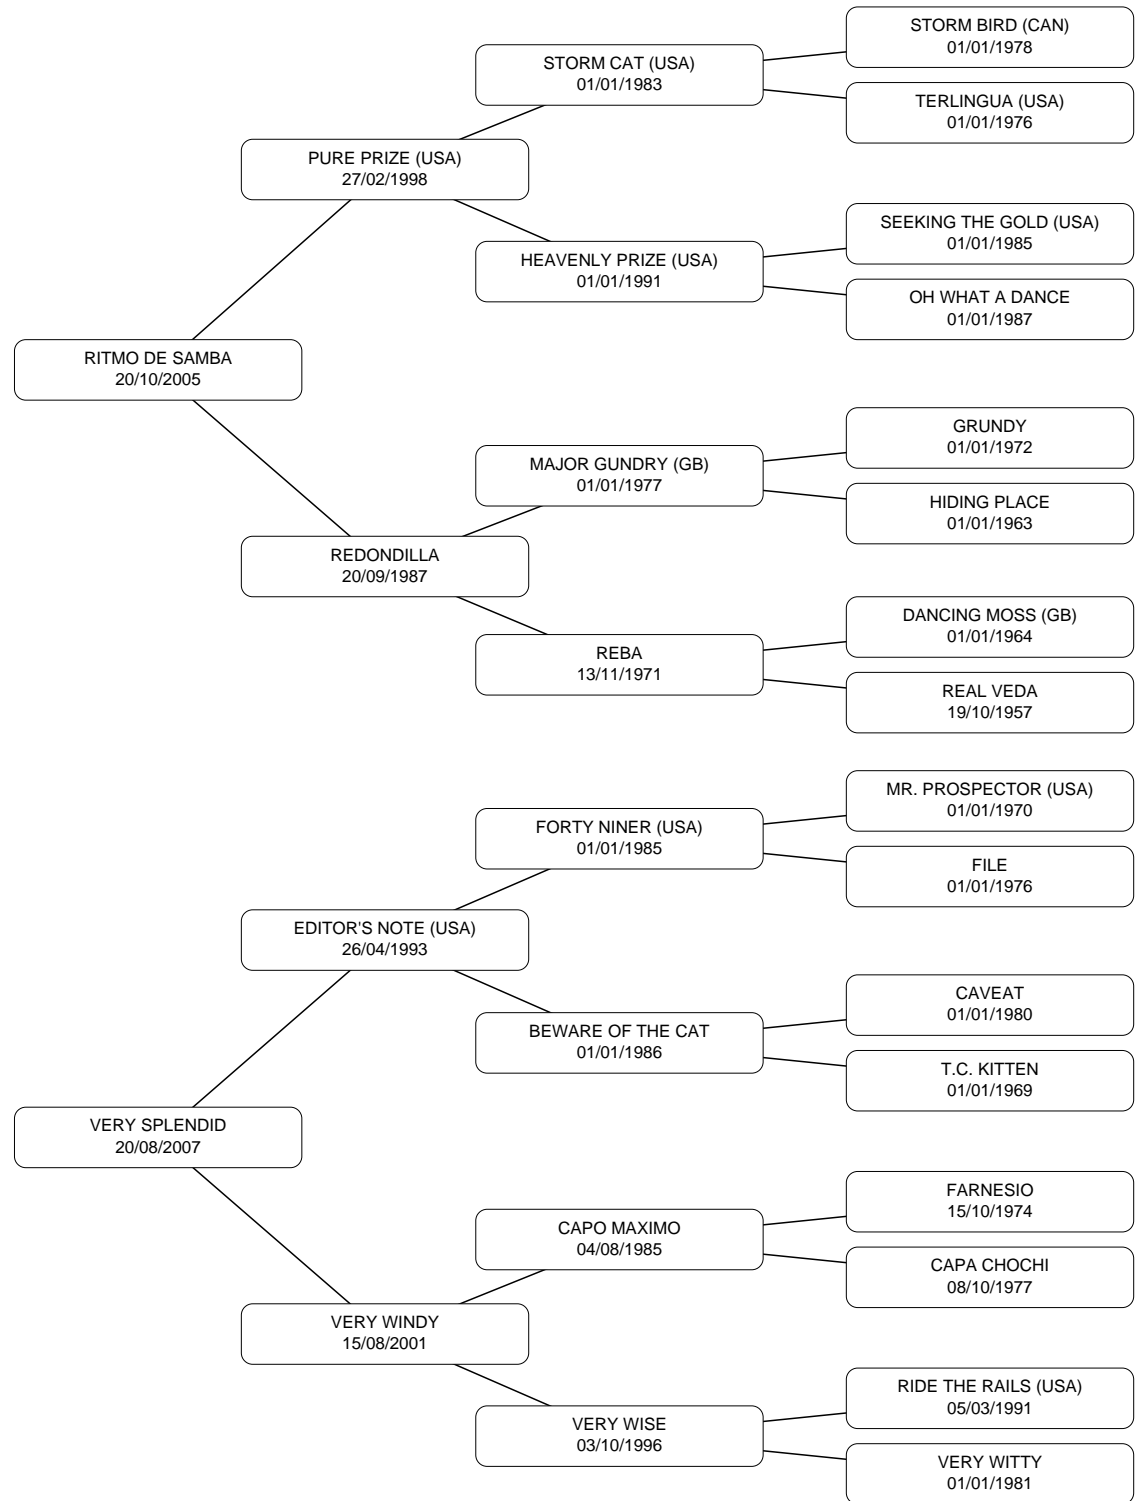 STORM BIRD (CAN)
01/01/1978
STORM CAT (USA)
01/01/1983
TERLINGUA (USA)
01/01/1976
PURE PRIZE (USA)
27/02/1998
SEEKING THE GOLD (USA)
01/01/1985
HEAVENLY PRIZE (USA)
01/01/1991
OH WHAT A DANCE
01/01/1987
RITMO DE SAMBA
20/10/2005
GRUNDY
01/01/1972
MAJOR GUNDRY (GB)
01/01/1977
HIDING PLACE
01/01/1963
REDONDILLA
20/09/1987
DANCING MOSS (GB)
01/01/1964
REBA
13/11/1971
REAL VEDA
19/10/1957
MR. PROSPECTOR (USA)
01/01/1970
FORTY NINER (USA)
01/01/1985
FILE
01/01/1976
EDITOR'S NOTE (USA)
26/04/1993
CAVEAT
01/01/1980
BEWARE OF THE CAT
01/01/1986
T.C. KITTEN
01/01/1969
VERY SPLENDID
20/08/2007
FARNESIO
15/10/1974
CAPO MAXIMO
04/08/1985
CAPA CHOCHI
08/10/1977
VERY WINDY
15/08/2001
RIDE THE RAILS (USA)
05/03/1991
VERY WISE
03/10/1996
VERY WITTY
01/01/1981